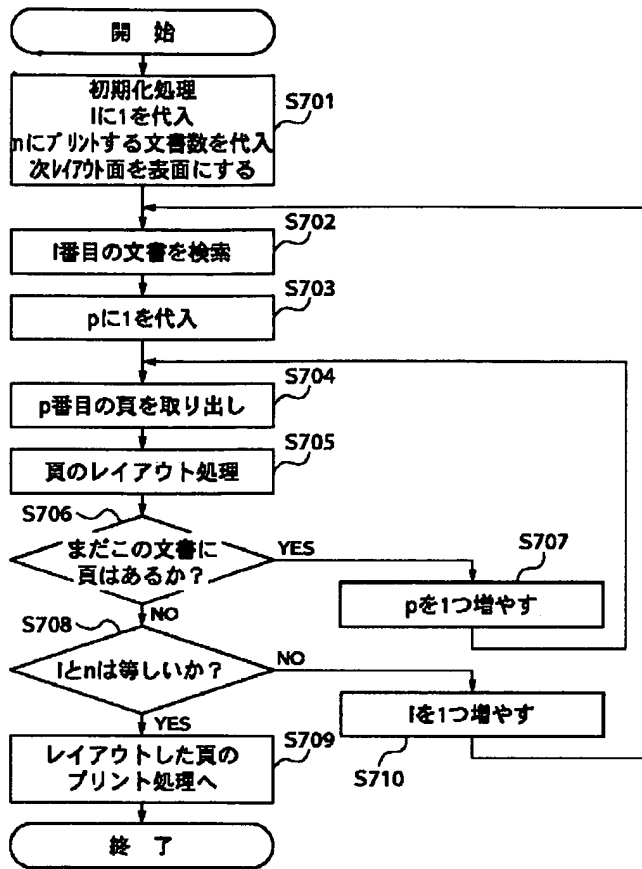 開 始
初期化処理
Iに1を代入
nにプリントする文書数を代入
次レイアウト面を表面にする
S701
S702
I番目の文書を検索
S703
pに1を代入
S704
p番目の頁を取り出し
S705
頁のレイアウト処理
S706
まだこの文書に
頁はあるか？
YES
S707
pを1つ増やす
NO
S708
Iとnは等しいか？
NO
Iを1つ増やす
S710
YES
S709
レイアウトした頁の
プリント処理へ
終 了